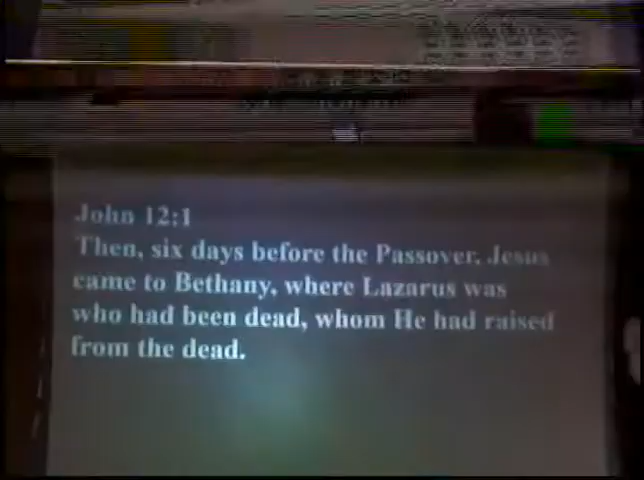 John 12:1
Then, six days before the Passover, Jesus
came to Bethany, where Lazarus was
who had been dead, whom He had raised
from the dead.